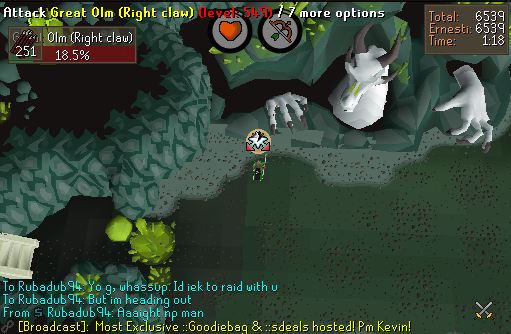 Attack Great Olm (Right claw) (level: 549) / 7 more options
Total: 6539
Ernesti: 6539
Time: 1:18
Olm (Right claw)
251
18.5%
To Rubadub94: Yo g, whassup: Id iek to raid with u
To Rubadub94: But im heading out
From S Rubadub94: Aaaight np man
[Broadcast]: Most Exclusive ::Goodiebag & ::sdeals hosted! Pm Kevin!